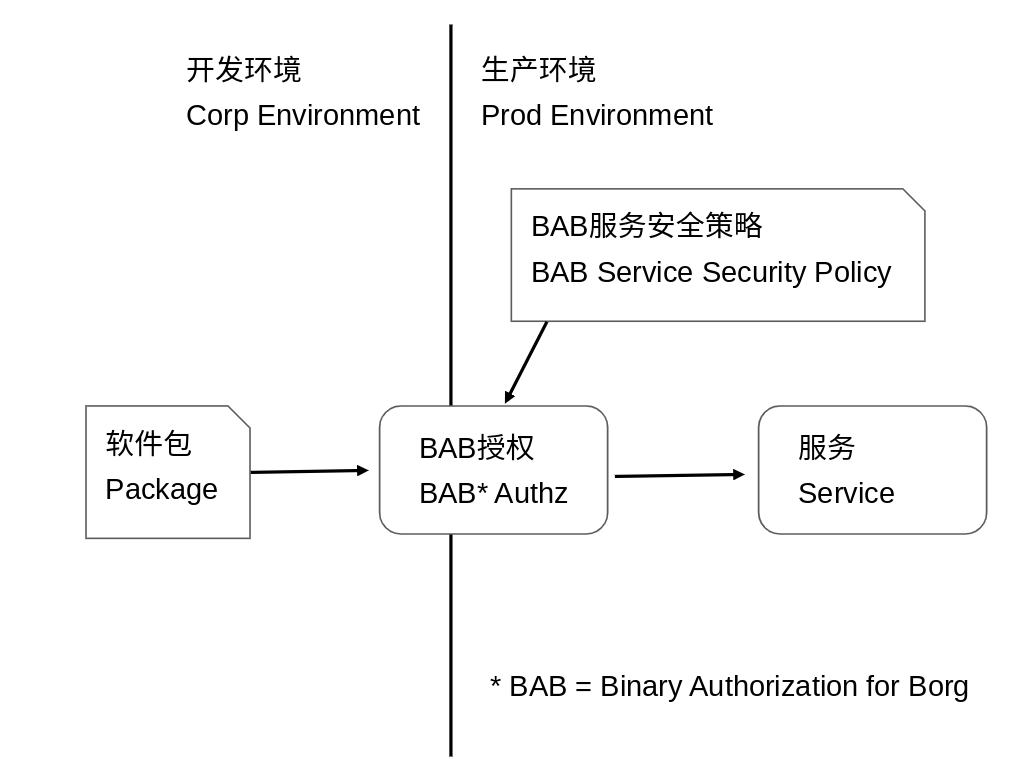 开发环境
Corp Environment
生产环境
Prod Environment
BAB服务安全策略
BAB Service Security Policy
软件包
Package
BAB授权
BAB* Authz
服务
Service
* BAB = Binary Authorization for Borg